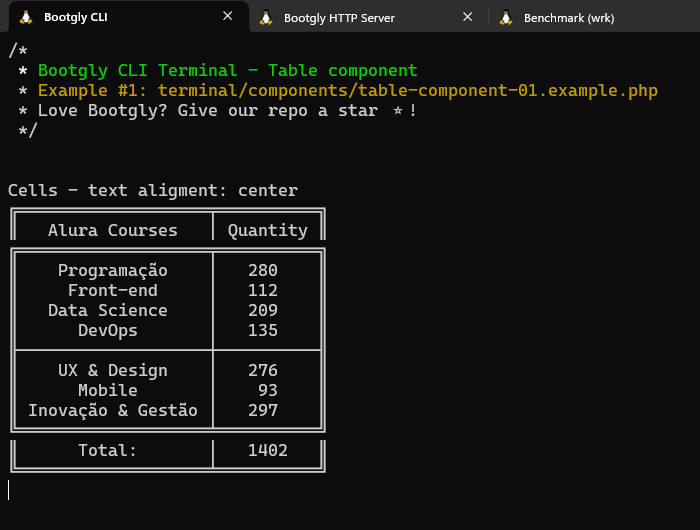 Bootgly CLI
Bootgly HTTP Server
Benchmark (wrk)
/*
 * Bootgly CLI Terminal - Table component
 * Example #1: terminal/components/table-component-01.example.php
 * Love Bootgly? Give our repo a star ⭐!
 */
Cells - text aligment: center
Alura Courses Quantity
Programação 280
Front-end 112
Data Science 209
DevOps 135
UX & Design 276
Mobile 93
Inovação & Gestão 297
Total: 1402